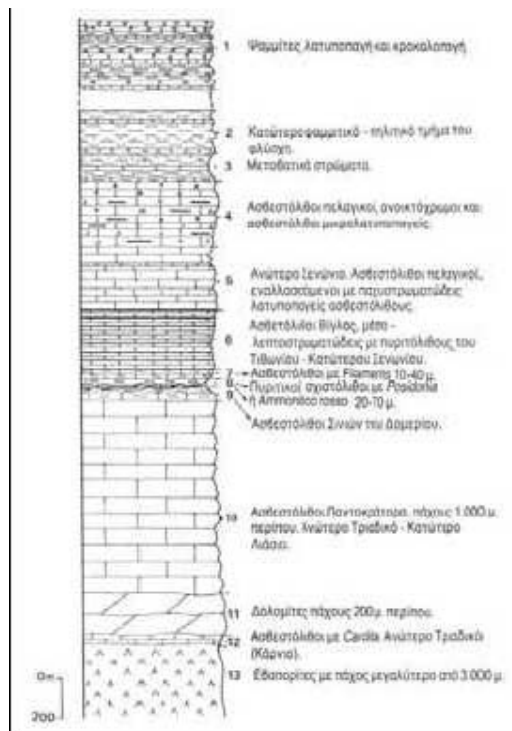 1 Ψαμμίτες, λατυποπαγή και κροκαλοπαγή
2 Κατώτερο ψαμμιτικό - πηλιτικό τμήμα του
φλύσχη.
3 Μεταβατικά στρώματα.
4 Ασβεστόλιθοι πελαγικοί, ανοικτόχρωμοι και
ασβεστόλιθοι μικρολατυποπαγείς.
5 Ανώτερο Σενώνιο. Ασβεστόλιθοι πελαγικοί,
εναλλασσόμενοι με παχυστρωματώδεις
λατυποπαγείς ασβεστόλιθους.
6 Ασβεστόλιθοι Βίγλας, μέσο -
λεπτοστρωματώδεις με πυριτόλιθους του
Τιθωνίου - Κατώτερου Σενωνίου.
7 Ασβεστόλιθοι με Filaments 10-40 μ.
8 Πυριτικοί σχιστόλιθοι με Posidonia
9 ή Ammonitico rosso 20-70 μ.
Ασβεστόλιθοι Σινιών του Δομερίου.
10 Ασβεστόλιθοι Παντοκράτορα, πάχους 1.000 μ.
περίπου. Ανώτερο Τριαδικό - Κατώτερο
Λιάσιο.
11 Δολομίτες πάχους 200 μ. περίπου.
12 Ασβεστόλιθοι με Cardita Ανώτερο Τριαδικό
(Κάρνιο).
13 Εβαπορίτες με πάχος μεγαλύτερο από 3.000 μ.
0m
200